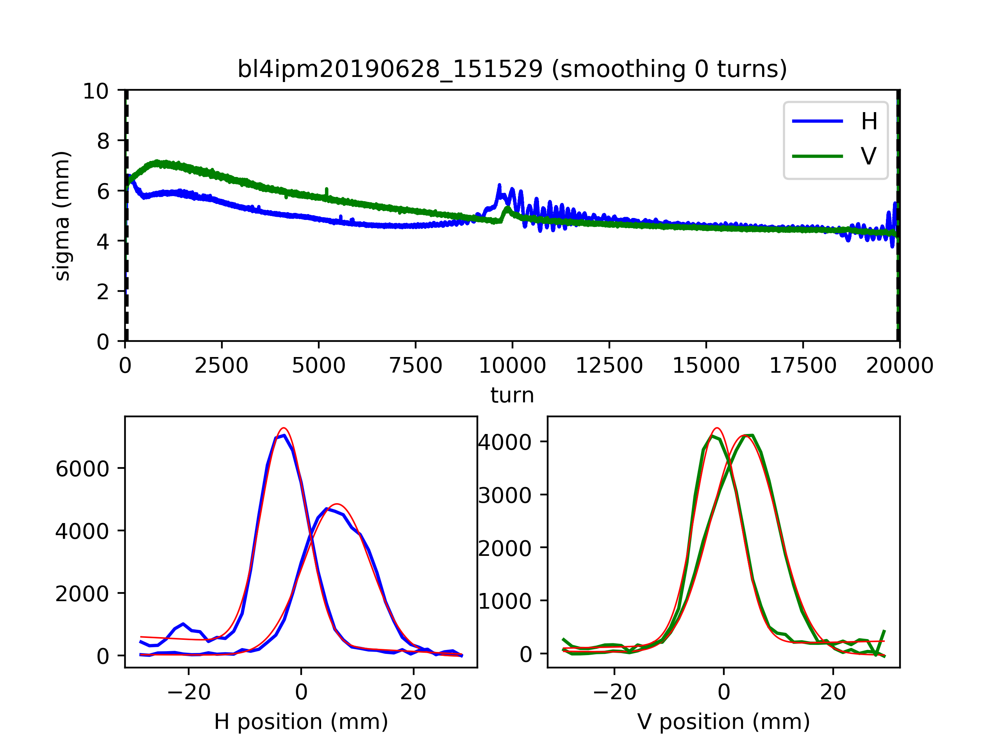 bl4ipm20190628_151529 (smoothing 0 turns)
10
8
6
4
2
0
sigma (mm)
H
V
0 2500 5000 7500 10000 12500 15000 17500 20000
turn
6000
4000
2000
0
−20 0 20
H position (mm)
4000
3000
2000
1000
0
−20 0 20
V position (mm)